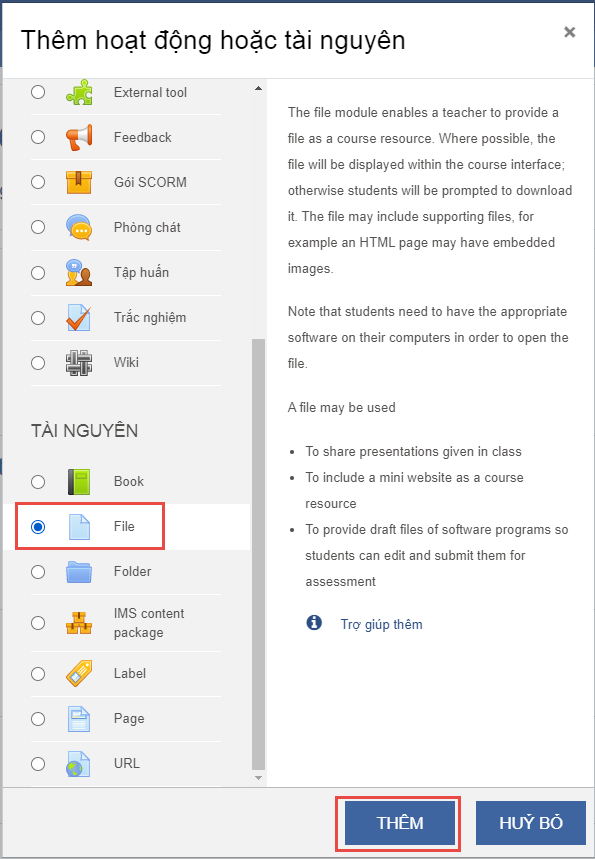 Thêm hoạt động hoặc tài nguyên
×
External tool
Feedback
Gói SCORM
Phòng chát
Tập huấn
Trắc nghiệm
Wiki
TÀI NGUYÊN
Book
File
Folder
IMS content
package
Label
Page
URL
The file module enables a teacher to provide a
file as a course resource. Where possible, the
file will be displayed within the course interface;
otherwise students will be prompted to download
it. The file may include supporting files, for
example an HTML page may have embedded
images.
Note that students need to have the appropriate
software on their computers in order to open the
file.
A file may be used
• To share presentations given in class
• To include a mini website as a course
resource
• To provide draft files of software programs so
students can edit and submit them for
assessment
Trợ giúp thêm
THÊM
HUỶ BỎ